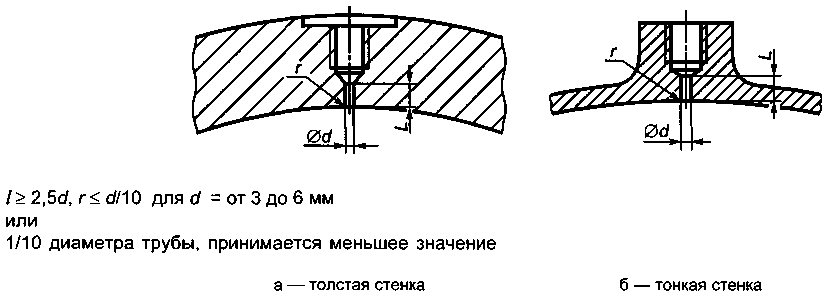 r
L
Ød
r
L
Ød
l ≥ 2,5d, r ≤ d/10 для d = от 3 до 6 мм
или
1/10 диаметра трубы, принимается меньшее значение
а — толстая стенка
б — тонкая стенка